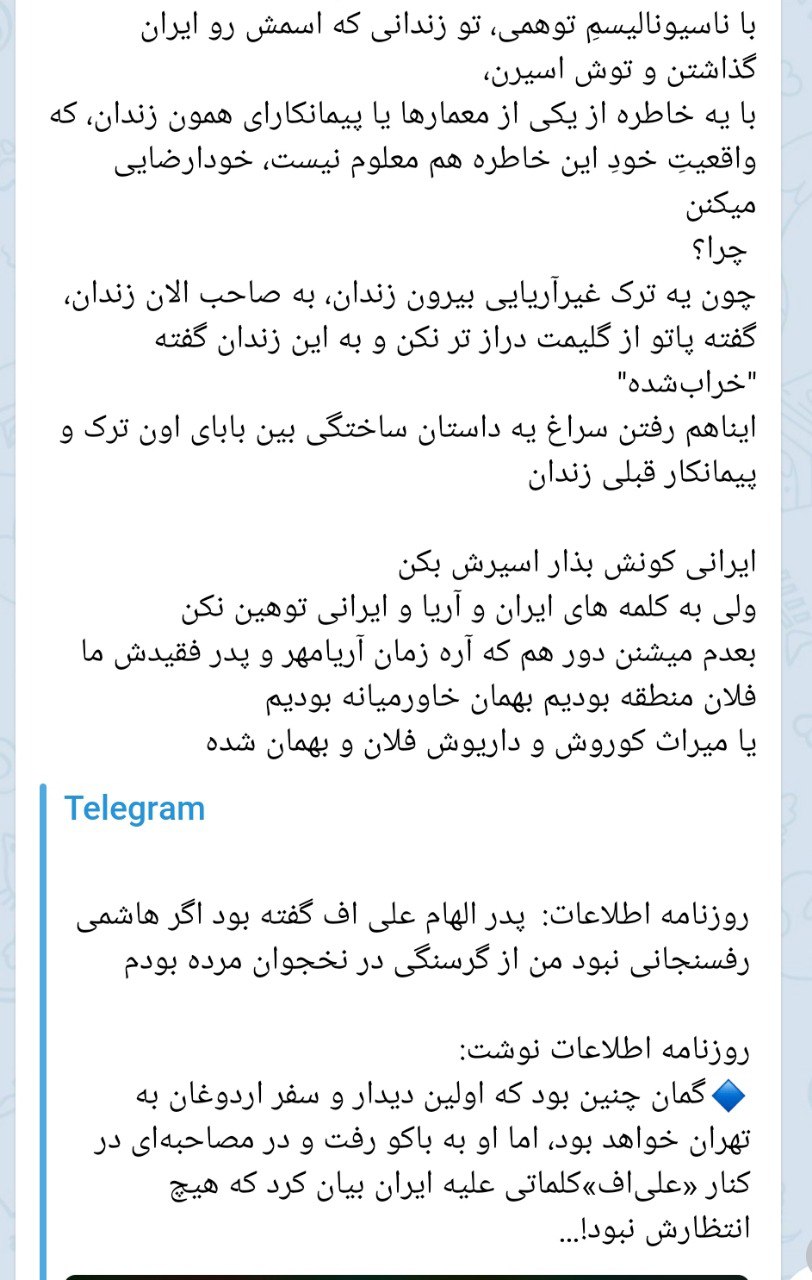 با ناسیونالیسمِ توهمی، تو زندانی که اسمش رو ایران
گذاشتن و توش اسیرن،
با یه خاطره از یکی از معمارها یا پیمانکارای همون زندان، که
واقعیتِ خودِ این خاطره هم معلوم نیست، خودارضایی
میکنن
چرا؟
چون یه ترک غیرآریایی بیرون زندان، به صاحب الان زندان،
گفته پاتو از گلیمت دراز تر نکن و به این زندان گفته
"خراب‌شده"
ایناهم رفتن سراغ یه داستان ساختگی بین بابای اون ترک و
پیمانکار قبلی زندان

ایرانی کونش بذار اسیرش بکن
ولی به کلمه های ایران و آریا و ایرانی توهین نکن
بعدم میشنن دور هم که آره زمان آریامهر و پدر فقیدش ما
فلان منطقه بودیم بهمان خاورمیانه بودیم
یا میراث کوروش و داریوش فلان و بهمان شده
Telegram

روزنامه اطلاعات: پدر الهام علی اف گفته بود اگر هاشمی
رفسنجانی نبود من از گرسنگی در نخجوان مرده بودم

روزنامه اطلاعات نوشت:
🔷گمان چنین بود که اولین دیدار و سفر اردوغان به
تهران خواهد بود، اما او به باکو رفت و در مصاحبه‌ای در
کنار «علی‌اف»کلماتی علیه ایران بیان کرد که هیچ
انتظارش نبود!...